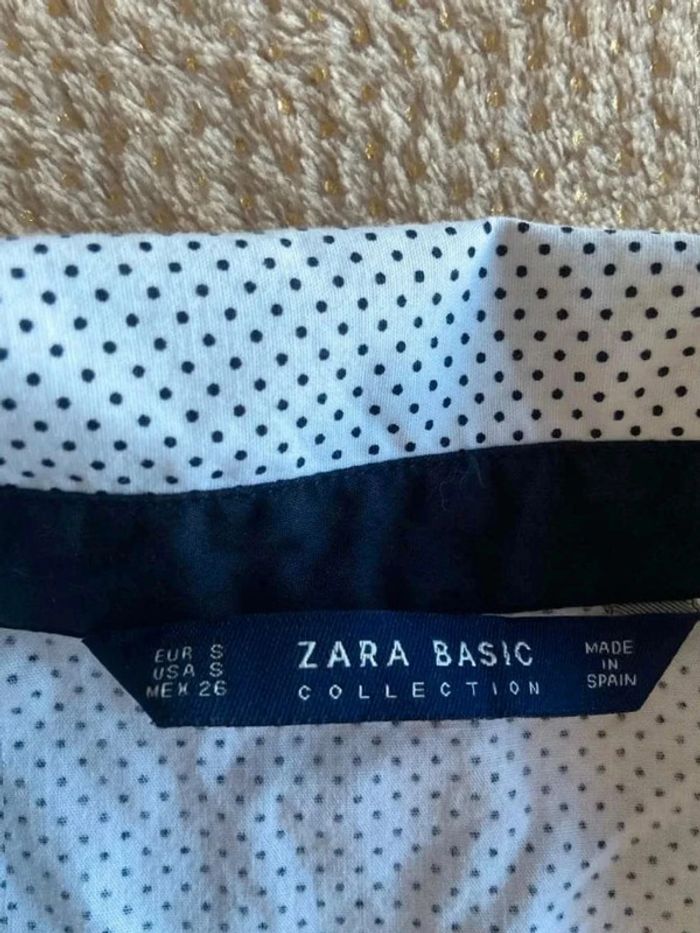 EUR S
USA S
MEX 26
ZARA BASIC
COLLECTION
MADE
IN
SPAIN